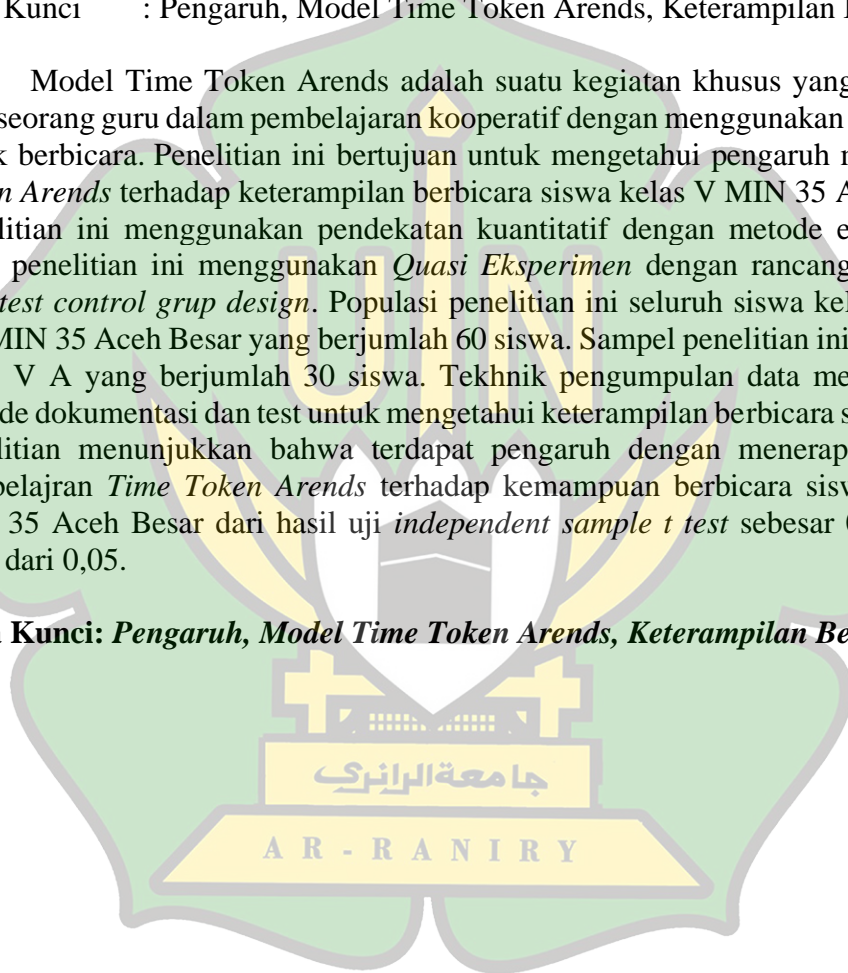 Kunci : Pengaruh, Model Time Token Arends, Keterampilan
Model Time Token Arends adalah suatu kegiatan khusus yang
seorang guru dalam pembelajaran kooperatif dengan menggunakan
k berbicara. Penelitian ini bertujuan untuk mengetahui pengaruh
en Arends terhadap keterampilan berbicara siswa kelas V MIN 35 A
elitian ini menggunakan pendekatan kuantitatif dengan metode e
penelitian ini menggunakan Quasi Eksperimen dengan rancang
test control grup design. Populasi penelitian ini seluruh siswa kel
MIN 35 Aceh Besar yang berjumlah 60 siswa. Sampel penelitian ini
V A yang berjumlah 30 siswa. Tekhnik pengumpulan data me
de dokumentasi dan test untuk mengetahui keterampilan berbicara s
elitian menunjukkan bahwa terdapat pengaruh dengan menerap
belajran Time Token Arends terhadap kemampuan berbicara sisw
35 Aceh Besar dari hasil uji independent sample t test sebesar
dari 0,05.
Kunci: Pengaruh, Model Time Token Arends, Keterampilan Be
UIN
جامعة الرانري
AR-RANIRY